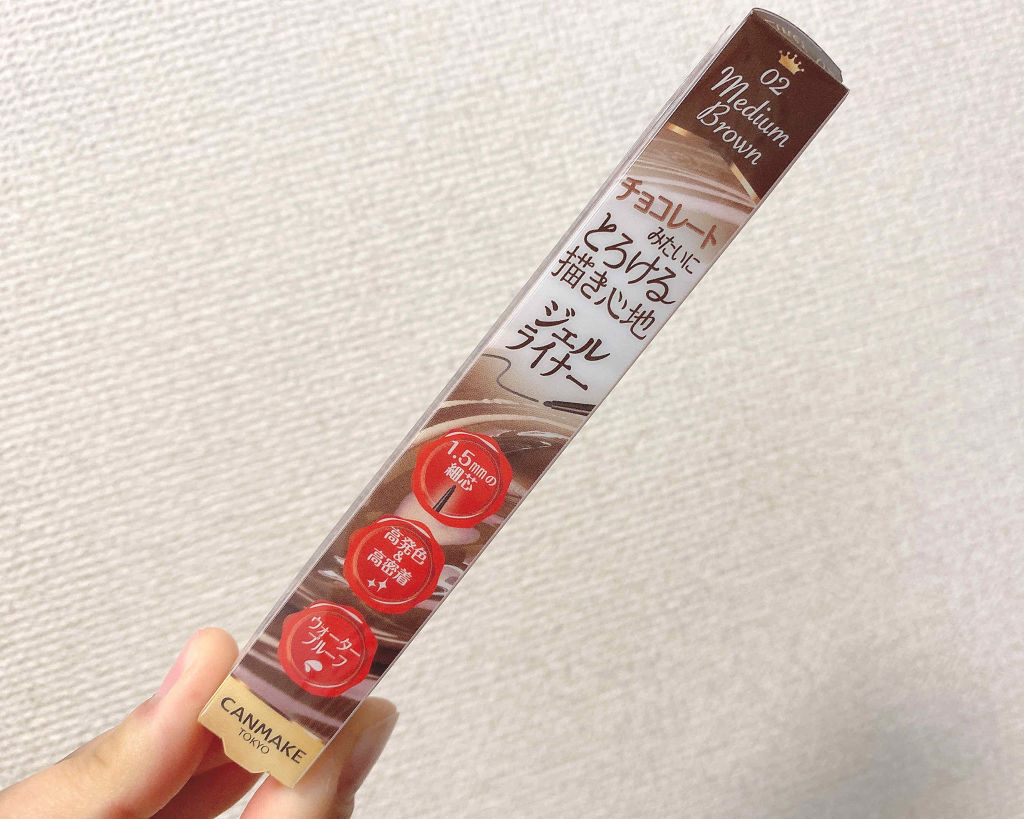 02
Medium
Brown
チョコレート
みたいに
とろける
描き心地
ジェル
ライナー
1.5mmの
細芯
高発色
&
高密着
ウォーター
プルーフ
CANMAKE
TOKYO